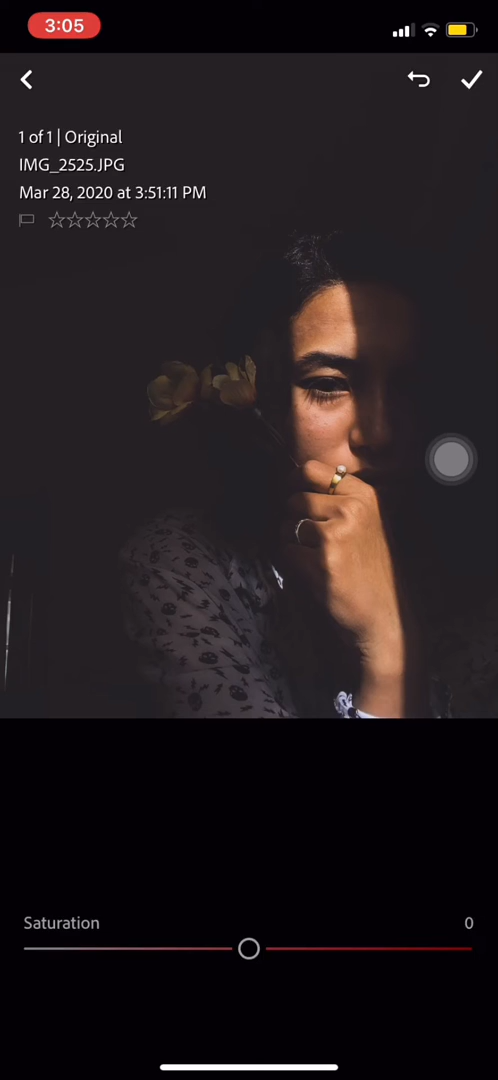 3:05
1 of 1 | Original
IMG_2525.JPG
Mar 28, 2020 at 3:51:11 PM
Saturation 0